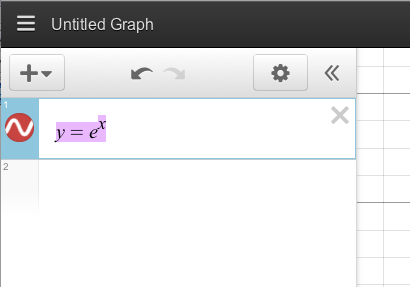 Untitled Graph
1
y = e^x
2